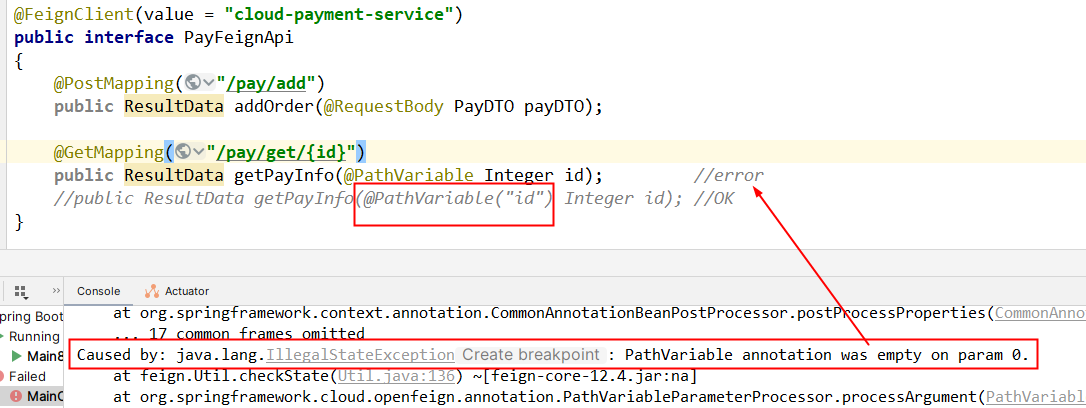 @FeignClient(value = "cloud-payment-service")
public interface PayFeignApi
{
@PostMapping("/pay/add")
public ResultData addOrder(@RequestBody PayDTO payDTO);
@GetMapping("/pay/get/{id}")
public ResultData getPayInfo(@PathVariable Integer id); //error
//public ResultData getPayInfo(@PathVariable("id") Integer id); //OK
}
Console Actuator
pring Boot
Running
Main8
Failed
MainO
at org.springframework.context.annotation.CommonAnnotationBeanPostProcessor.postProcessProperties(CommonAnno
... 17 common frames omitted
Caused by: java.lang.IllegalStateException Create breakpoint : PathVariable annotation was empty on param 0.
at feign.Util.checkState(Util.java:136) ~[feign-core-12.4.jar:na]
at org.springframework.cloud.openfeign.annotation.PathVariableParameterProcessor.processArgument(PathVariabl